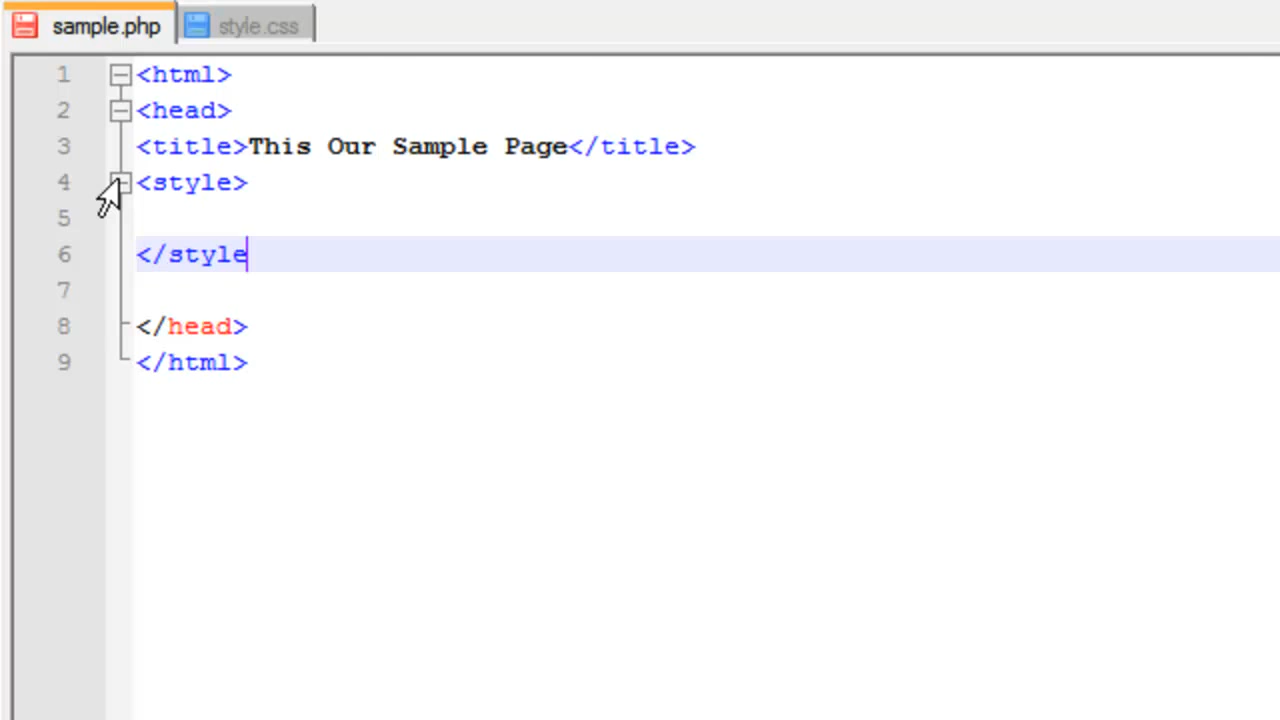 sample.php style.css
1 <html>
2 <head>
3 <title>This Our Sample Page</title>
4 <style>
5
6 </style
7
8 </head>
9 </html>